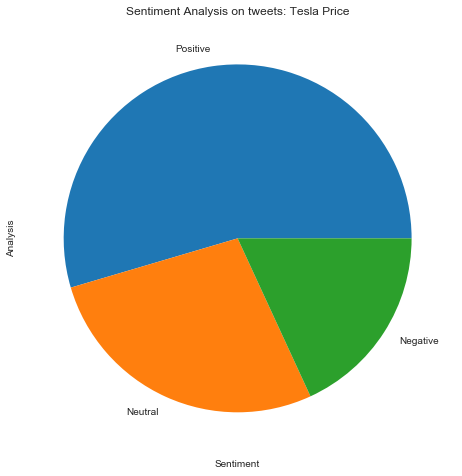 Sentiment Analysis on tweets: Tesla Price
Positive
Analysis
Negative
Neutral
Sentiment